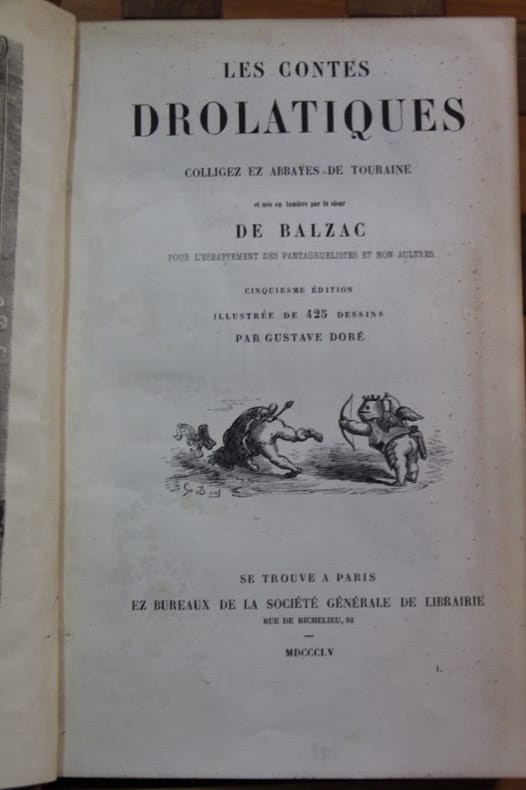 LES CONTES
DROLATIQUES
COLLIGEZ EZ ABBAYES DE TOURAINE
et mis en lumière par le sieur
DE BALZAC
POUR L'ESBATTEMENT DES PANTAGRUELISTES ET NON AULTRES
CINQUIESME ÉDITION
ILLUSTRÉE DE 425 DESSINS
PAR GUSTAVE DORÉ
SE TROUVE A PARIS
EZ BUREAUX DE LA SOCIÉTÉ GÉNÉRALE DE LIBRAIRIE
RUE DE RICHELIEU, 92
MDCCCLV
1.